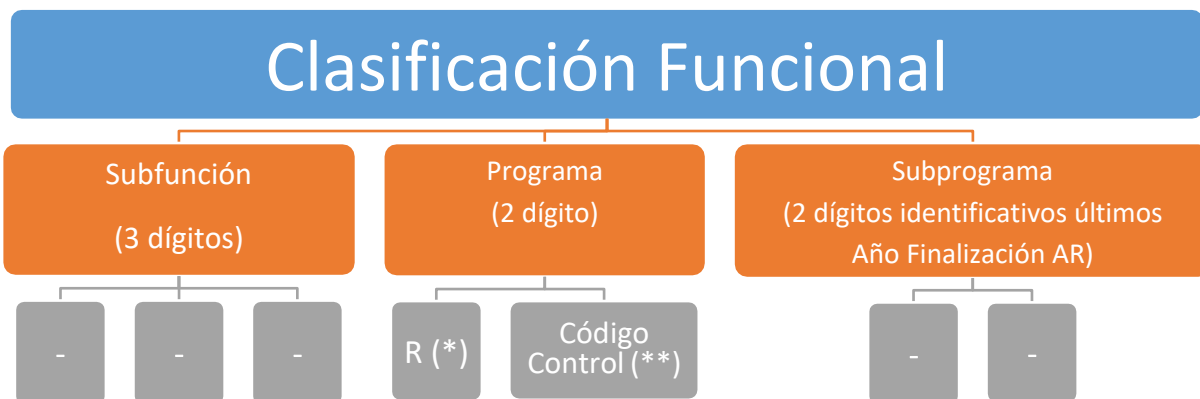 Clasificación Funcional
Subfunción
(3 dígitos)
Programa
(2 dígito)
Subprograma
(2 dígitos identificativos últimos
Año Finalización AR)
-
-
-
R (*)
Código
Control (**)
-
-